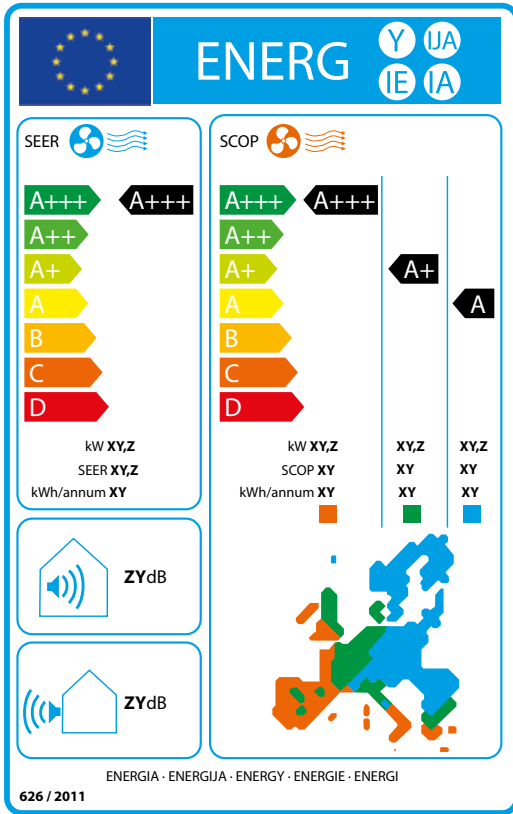 ENERG Y IJA
IE IA
SEER
A+++ A+++
A++
A+
A
B
C
D
kW XY,Z
SEER XY,Z
kWh/annum XY
SCOP
A+++ A+++
A++
A+ A+
A A
B
C
D
kW XY,Z XY,Z XY,Z
SCOP XY XY XY
kWh/annum XY XY XY
ZYdB
ZYdB
ENERGIA · ENERGIJA · ENERGY · ENERGIE · ENERGI
626 / 2011